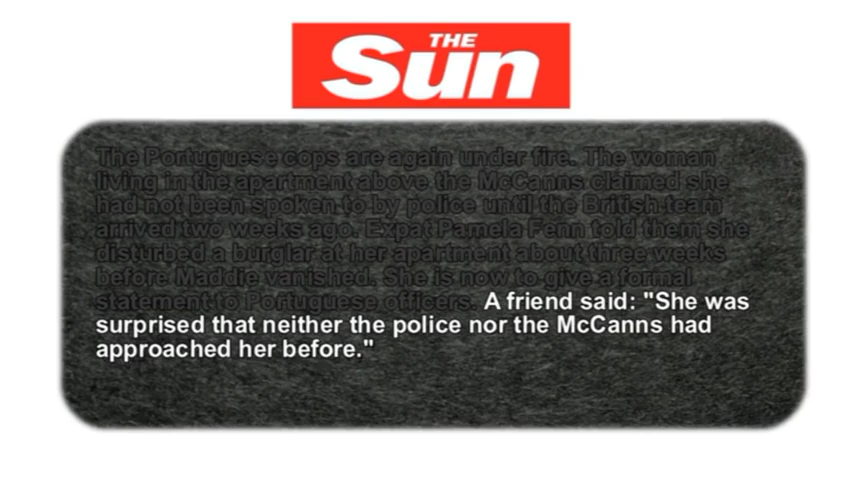 THE
Sun
The Portuguese cops are again under fire. The woman
living in the apartment above the McCanns claimed she
had not been spoken to by police until the British team
arrived two weeks ago. Expat Pamela Fenn told them she
disturbed a burglar at her apartment about three weeks
before Maddie vanished. She is now to give a formal
statement to Portuguese officers. A friend said: "She was
surprised that neither the police nor the McCanns had
approached her before."